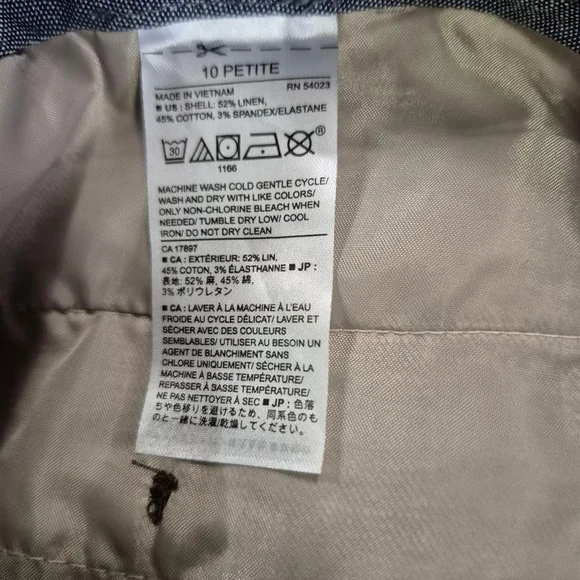 10 PETITE
MADE IN VIETNAM RN 54023
■ US : SHELL: 52% LINEN,
45% COTTON, 3% SPANDEX/ELASTANE
30
®
1166
MACHINE WASH COLD GENTLE CYCLE/
WASH AND DRY WITH LIKE COLORS/
ONLY NON-CHLORINE BLEACH WHEN
NEEDED/ TUMBLE DRY LOW/ COOL
IRON/ DO NOT DRY CLEAN
CA 17897
■ CA : EXTÉRIEUR: 52% LIN,
45% COTON, 3% ÉLASTHANNE ■ JP :
表地: 52% 麻, 45% 綿,
3% ポリウレタン
■ CA : LAVER À LA MACHINE À L'EAU
FROIDE AU CYCLE DÉLICAT/ LAVER ET
SÉCHER AVEC DES COULEURS
SEMBLABLES/ UTILISER AU BESOIN UN
AGENT DE BLANCHIMENT SANS
CHLORE UNIQUEMENT/ SÉCHER À LA
MACHINE À BASSE TEMPÉRATURE/
REPASSER À BASSE TEMPÉRATURE/
NE PAS NETTOYER À SEC ■ JP : 色落
ちや色移りを避けるため、同系色のも
のと一緒に洗濯/乾燥してください。